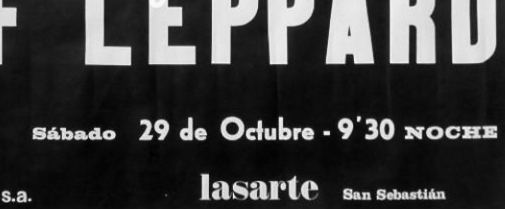 F LEPPARD
Sábado 29 de Octubre - 9'30 NOCHE
s.a. lasarte San Sebastián